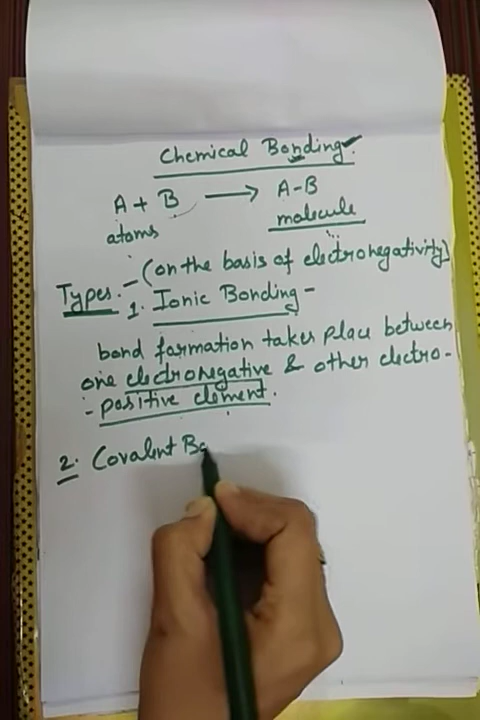 Chemical Bonding
A + B → A-B
atoms molecule
Types:- (on the basis of electronegativity)
1. Ionic Bonding -
bond formation takes place between
one electronegative & other electro-
- positive element.
2. Covalent Bo